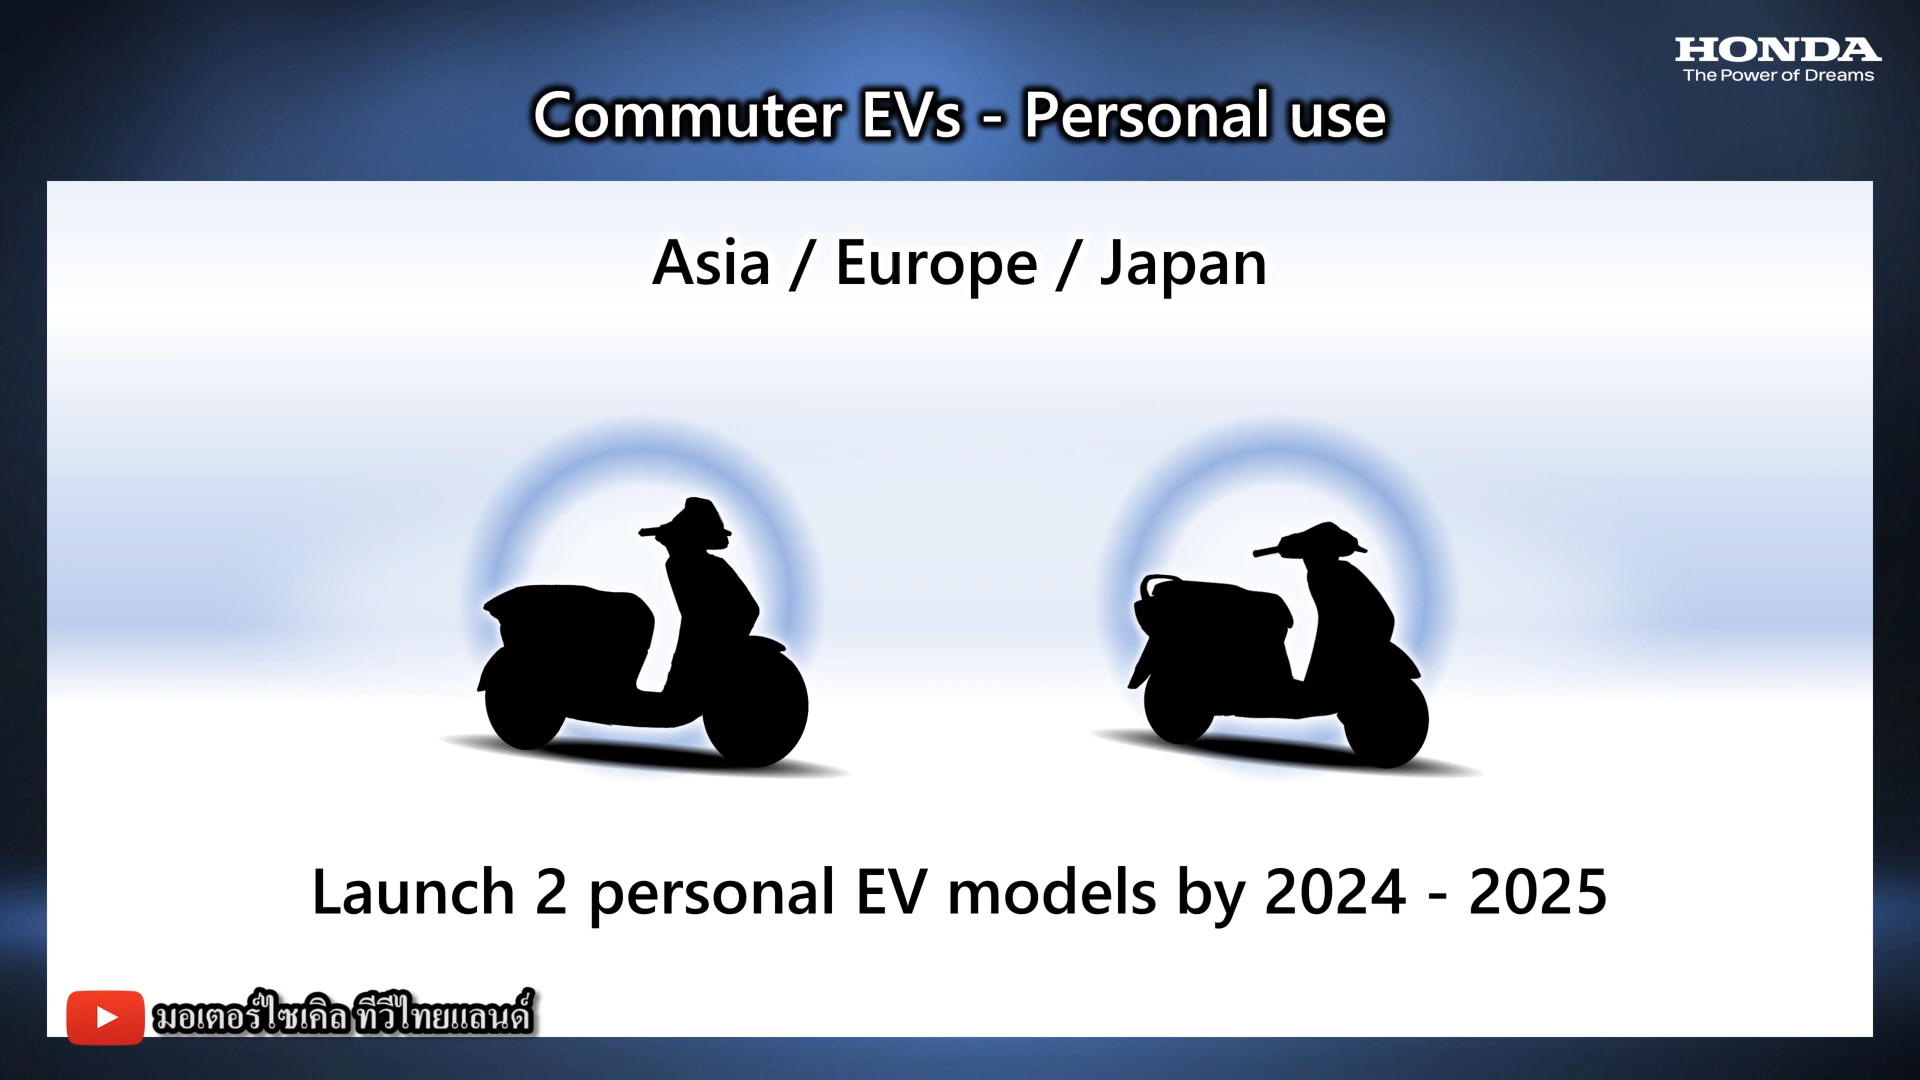 HONDA
The Power of Dreams
Commuter EVs - Personal use
Asia / Europe / Japan
Launch 2 personal EV models by 2024 - 2025
มอเตอร์ไซเคิล ทีวีไทยแลนด์